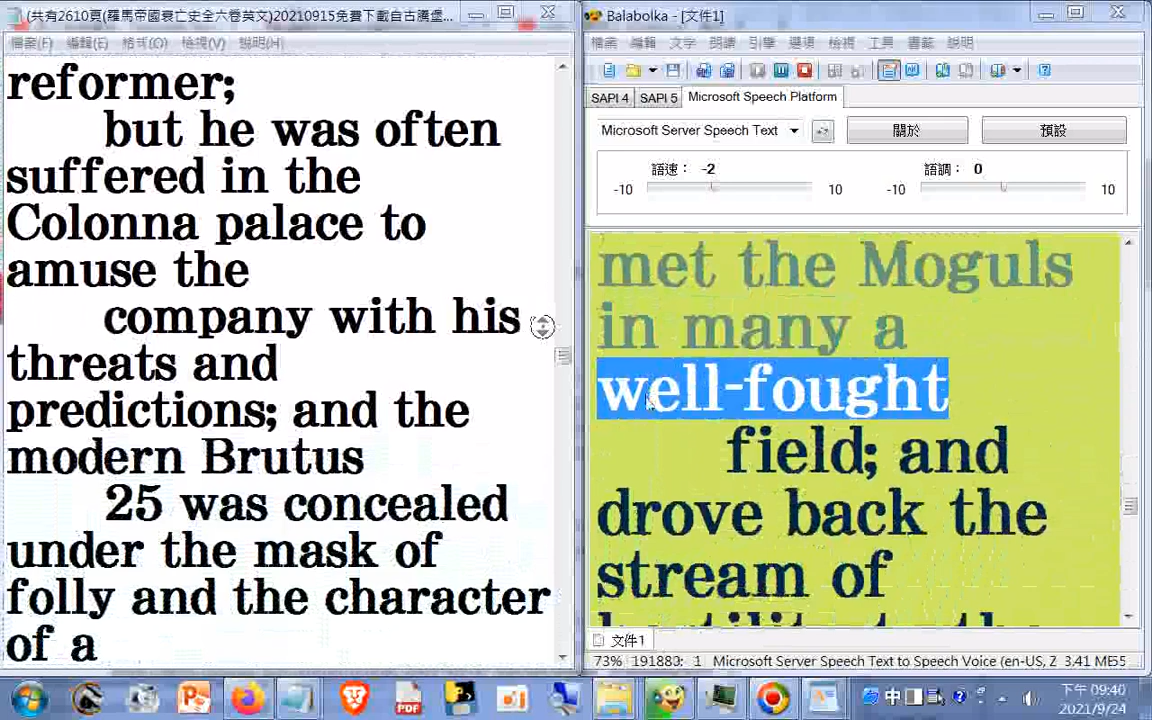 (共有2610頁(羅馬帝國衰亡史全六卷英文)20210915免費下載自古騰堡...
檔案(F) 編輯(E) 格式(O) 檢視(V) 說明(H)
reformer;
but he was often
suffered in the
Colonna palace to
amuse the
company with his
threats and
predictions; and the
modern Brutus
25 was concealed
under the mask of
folly and the character
of a
Balabolka - [文件1]
檔案 編輯 文字 朗讀 引擎 選項 檢視 工具 書籤 說明
SAPI 4 SAPI 5 Microsoft Speech Platform
Microsoft Server Speech Text 關於 預設
語速： -2 語調： 0
-10 10 -10 10
met the Moguls
in many a
well-fought
field; and
drove back the
stream of
文件1
73% 191883: 1 Microsoft Server Speech Text to Speech Voice (en-US, Z 3.41 MB55
中
下午 09:40
2021/9/24